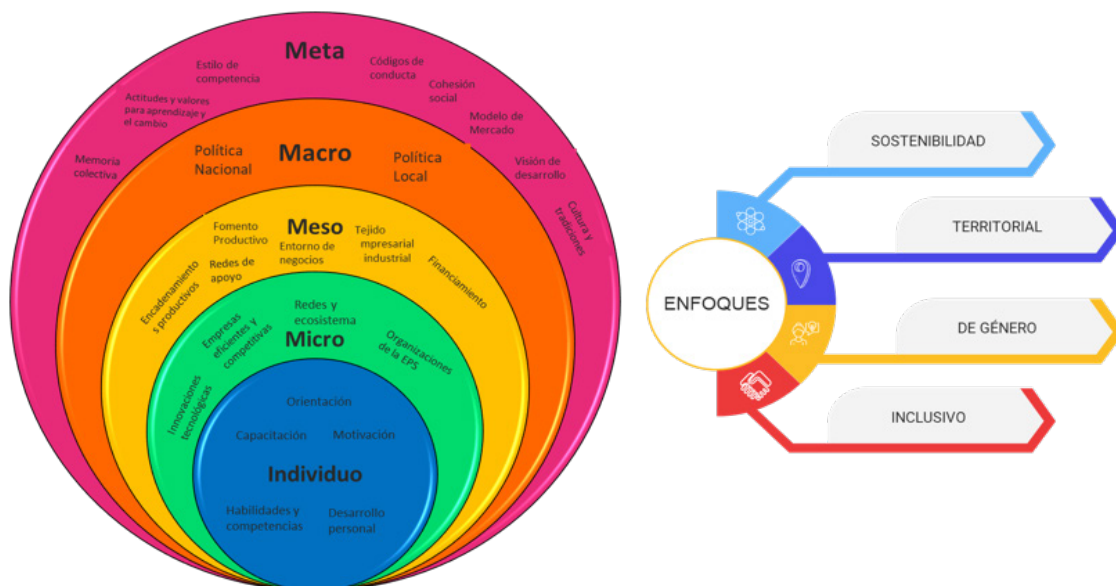 Meta
Estilo de
competencia
Códigos de
conducta
Cohesión
social
Actitudes y valores
para aprendizaje y
el cambio
Modelo de
Mercado
Memoria
colectiva
Visión de
desarrollo
Cultura y
tradiciones
Macro
Política
Nacional
Política
Local
Meso
Fomento
Productivo
Tejido
mpresarial
industrial
Entorno de
negocios
Redes de
apoyo
Encadenamiento
s productivos
Financiamiento
Redes y
ecosistema
Micro
Empresas
eficientes y
competitivas
Organizaciones
de la EPS
Innovaciones
tecnológicas
Orientación
Capacitación
Motivación
Individuo
Habilidades y
competencias
Desarrollo
personal
ENFOQUES
SOSTENIBILIDAD
TERRITORIAL
DE GÉNERO
INCLUSIVO